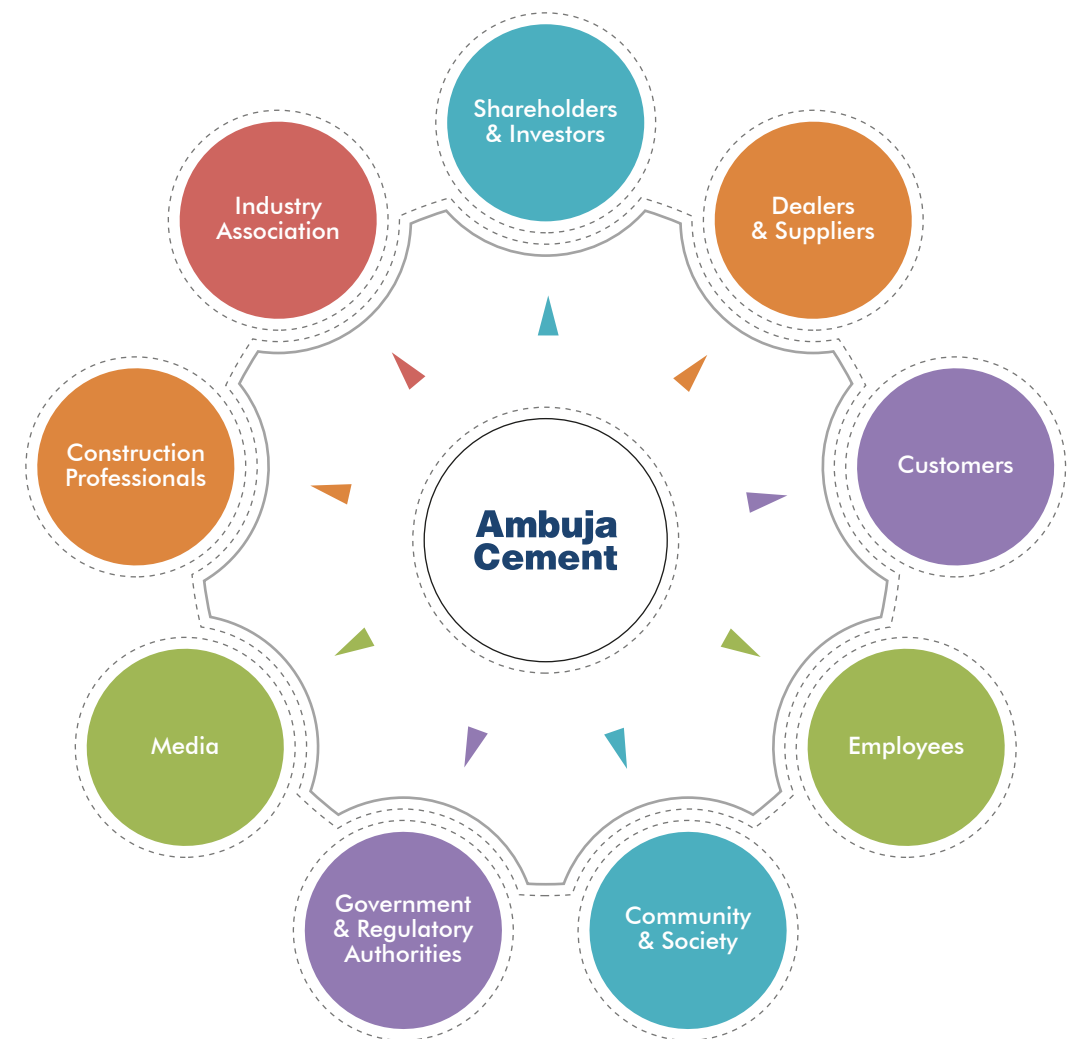 Shareholders
& Investors
Dealers
& Suppliers
Customers
Employees
Community
& Society
Government
& Regulatory
Authorities
Media
Construction
Professionals
Industry
Association
Ambuja
Cement